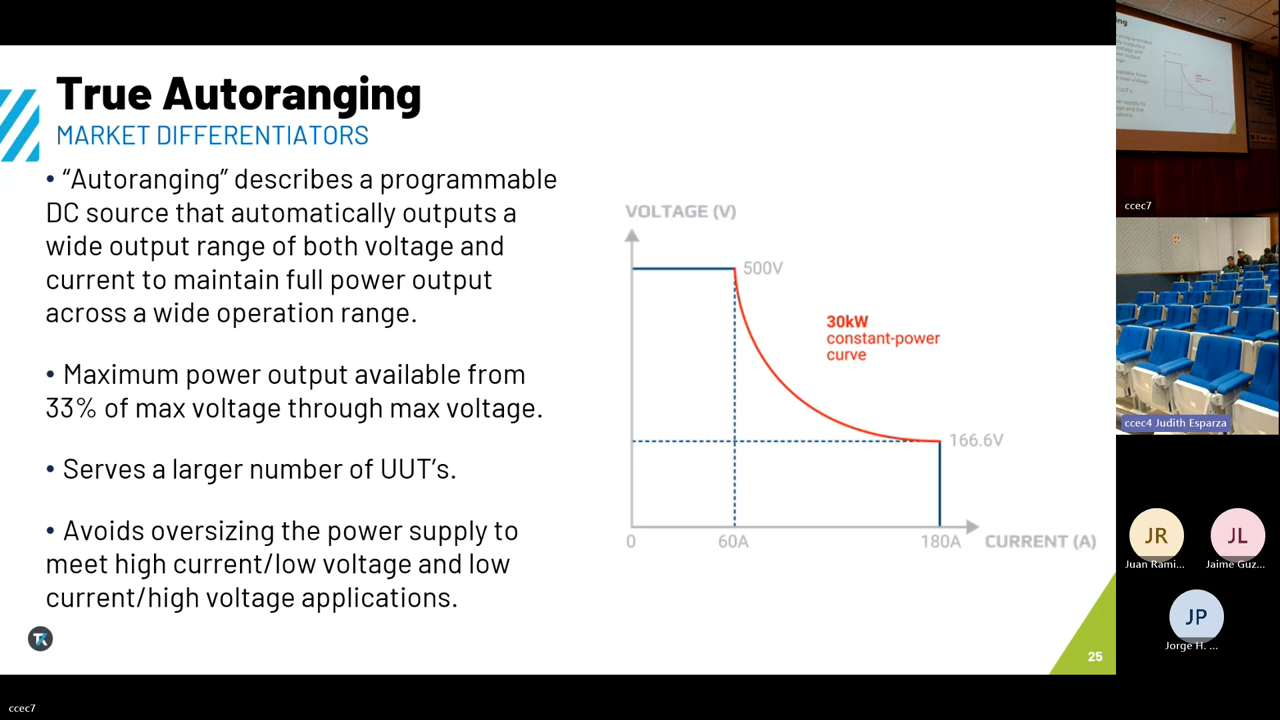 True Autoranging
MARKET DIFFERENTIATORS
• “Autoranging” describes a programmable
DC source that automatically outputs a
wide output range of both voltage and
current to maintain full power output
across a wide operation range.
• Maximum power output available from
33% of max voltage through max voltage.
• Serves a larger number of UUT’s.
• Avoids oversizing the power supply to
meet high current/low voltage and low
current/high voltage applications.
VOLTAGE (V)
500V
30kW
constant-power
curve
166.6V
0
60A
180A
CURRENT (A)
TK
25
ccec7
ccec7
ccec4 Judith Esparza
JR
Juan Rami...
JL
Jaime Guz...
JP
Jorge H. ...